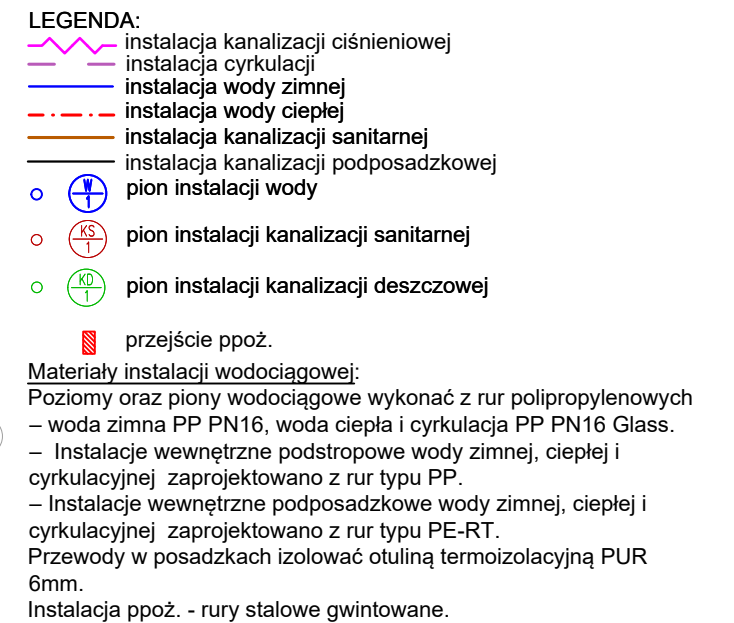 LEGENDA:
instalacja kanalizacji ciśnieniowej
instalacja cyrkulacji
instalacja wody zimnej
instalacja wody ciepłej
instalacja kanalizacji sanitarnej
instalacja kanalizacji podposadzkowej
W
1
pion instalacji wody
KS
1
pion instalacji kanalizacji sanitarnej
KD
1
pion instalacji kanalizacji deszczowej
przejście ppoż.
Materiały instalacji wodociągowej:
Poziomy oraz piony wodociągowe wykonać z rur polipropylenowych
– woda zimna PP PN16, woda ciepła i cyrkulacja PP PN16 Glass.
– Instalacje wewnętrzne podstropowe wody zimnej, ciepłej i
cyrkulacyjnej zaprojektowano z rur typu PP.
– Instalacje wewnętrzne podposadzkowe wody zimnej, ciepłej i
cyrkulacyjnej zaprojektowano z rur typu PE-RT.
Przewody w posadzkach izolować otuliną termoizolacyjną PUR
6mm.
Instalacja ppoż. - rury stalowe gwintowane.